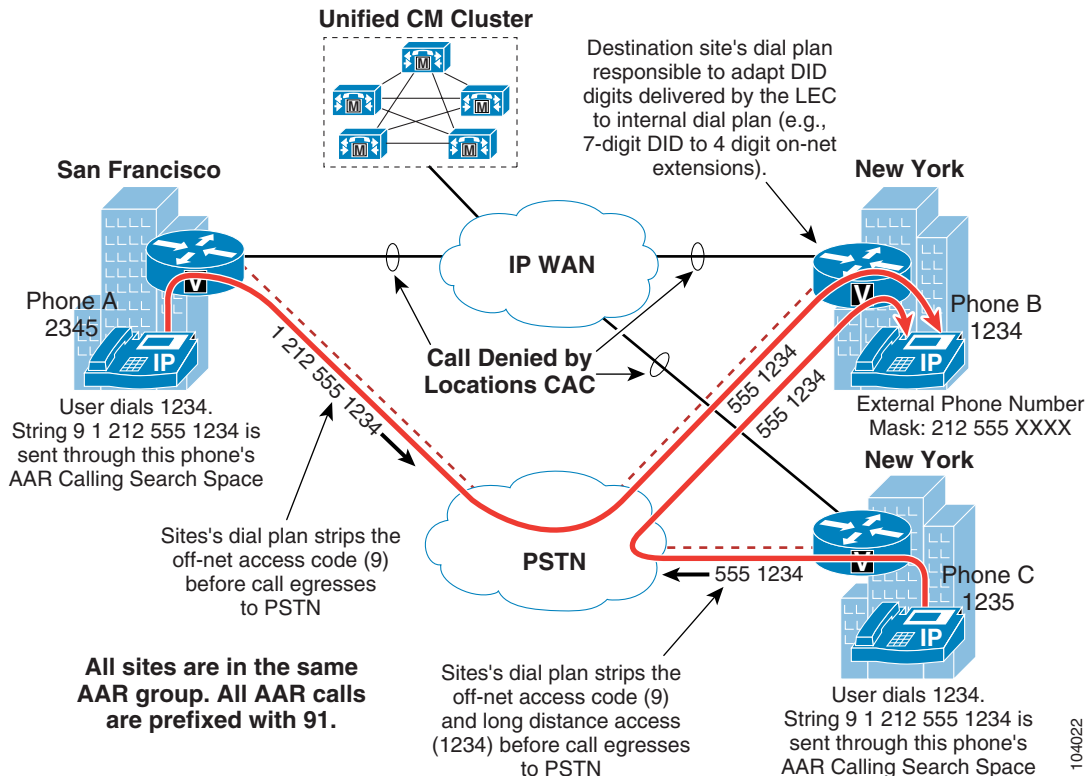 Unified CM Cluster
M
M
M
M
M
Destination site's dial plan
responsible to adapt DID
digits delivered by the LEC
to internal dial plan (e.g.,
7-digit DID to 4 digit on-net
extensions).
San Francisco
New York
IP WAN
V
V
Phone A
2345
IP
Phone B
1234
IP
1 212 555 1234
Call Denied by
Locations CAC
555 1234
555 1234
User dials 1234.
String 9 1 212 555 1234 is
sent through this phone's
AAR Calling Search Space
External Phone Number
Mask: 212 555 XXXX
New York
Sites's dial plan strips the
off-net access code (9)
before call egresses
to PSTN
PSTN
V
555 1234
Phone C
1235
IP
All sites are in the same
AAR group. All AAR calls
are prefixed with 91.
Sites's dial plan strips the
off-net access code (9)
and long distance access
(1234) before call egresses
to PSTN
User dials 1234.
String 9 1 212 555 1234 is
sent through this phone's
AAR Calling Search Space
104022